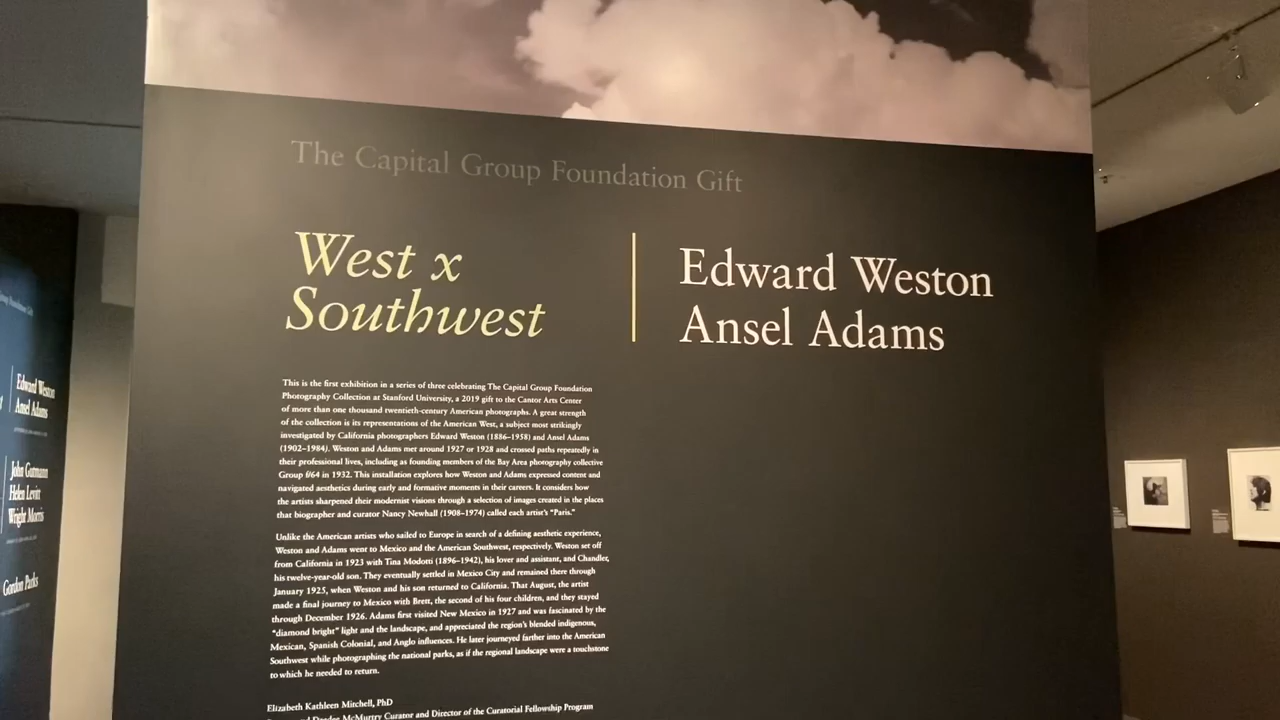 The Capital Group Foundation Gift
West x
Southwest
Edward Weston
Ansel Adams
This is the first exhibition in a series of three celebrating The Capital Group Foundation
Photography Collection at Stanford University, a 2019 gift to the Cantor Arts Center
of more than one thousand twentieth-century American photographs. A great strength
of the collection is its representations of the American West, a subject most strikingly
investigated by California photographers Edward Weston (1886–1958) and Ansel Adams
(1902–1984). Weston and Adams met around 1927 or 1928 and crossed paths repeatedly in
their professional lives, including as founding members of the Bay Area photography collective
Group f/64 in 1932. This installation explores how Weston and Adams expressed content and
navigated aesthetics during early and formative moments in their careers. It considers how
the artists sharpened their modernist visions through a selection of images created in the places
that biographer and curator Nancy Newhall (1908–1974) called each artist's "Paris."
Unlike the American artists who sailed to Europe in search of a defining aesthetic experience,
Weston and Adams went to Mexico and the American Southwest, respectively. Weston set off
from California in 1923 with Tina Modotti (1896–1942), his lover and assistant, and Chandler,
his twelve-year-old son. They eventually settled in Mexico City and remained there through
January 1925, when Weston and his son returned to California. That August, the artist
made a final journey to Mexico with Brett, the second of his four children, and they stayed
through December 1926. Adams first visited New Mexico in 1927 and was fascinated by the
"diamond bright" light and the landscape, and appreciated the region's blended indigenous,
Mexican, Spanish Colonial, and Anglo influences. He later journeyed farther into the American
Southwest while photographing the national parks, as if the regional landscape were a touchstone
to which he needed to return.
Elizabeth Kathleen Mitchell, PhD
McMurtry Curator and Director of the Curatorial Fellowship Program
Edward Weston
Ansel Adams
John Gutmann
Helen Levitt
Wright Morris
Gordon Parks